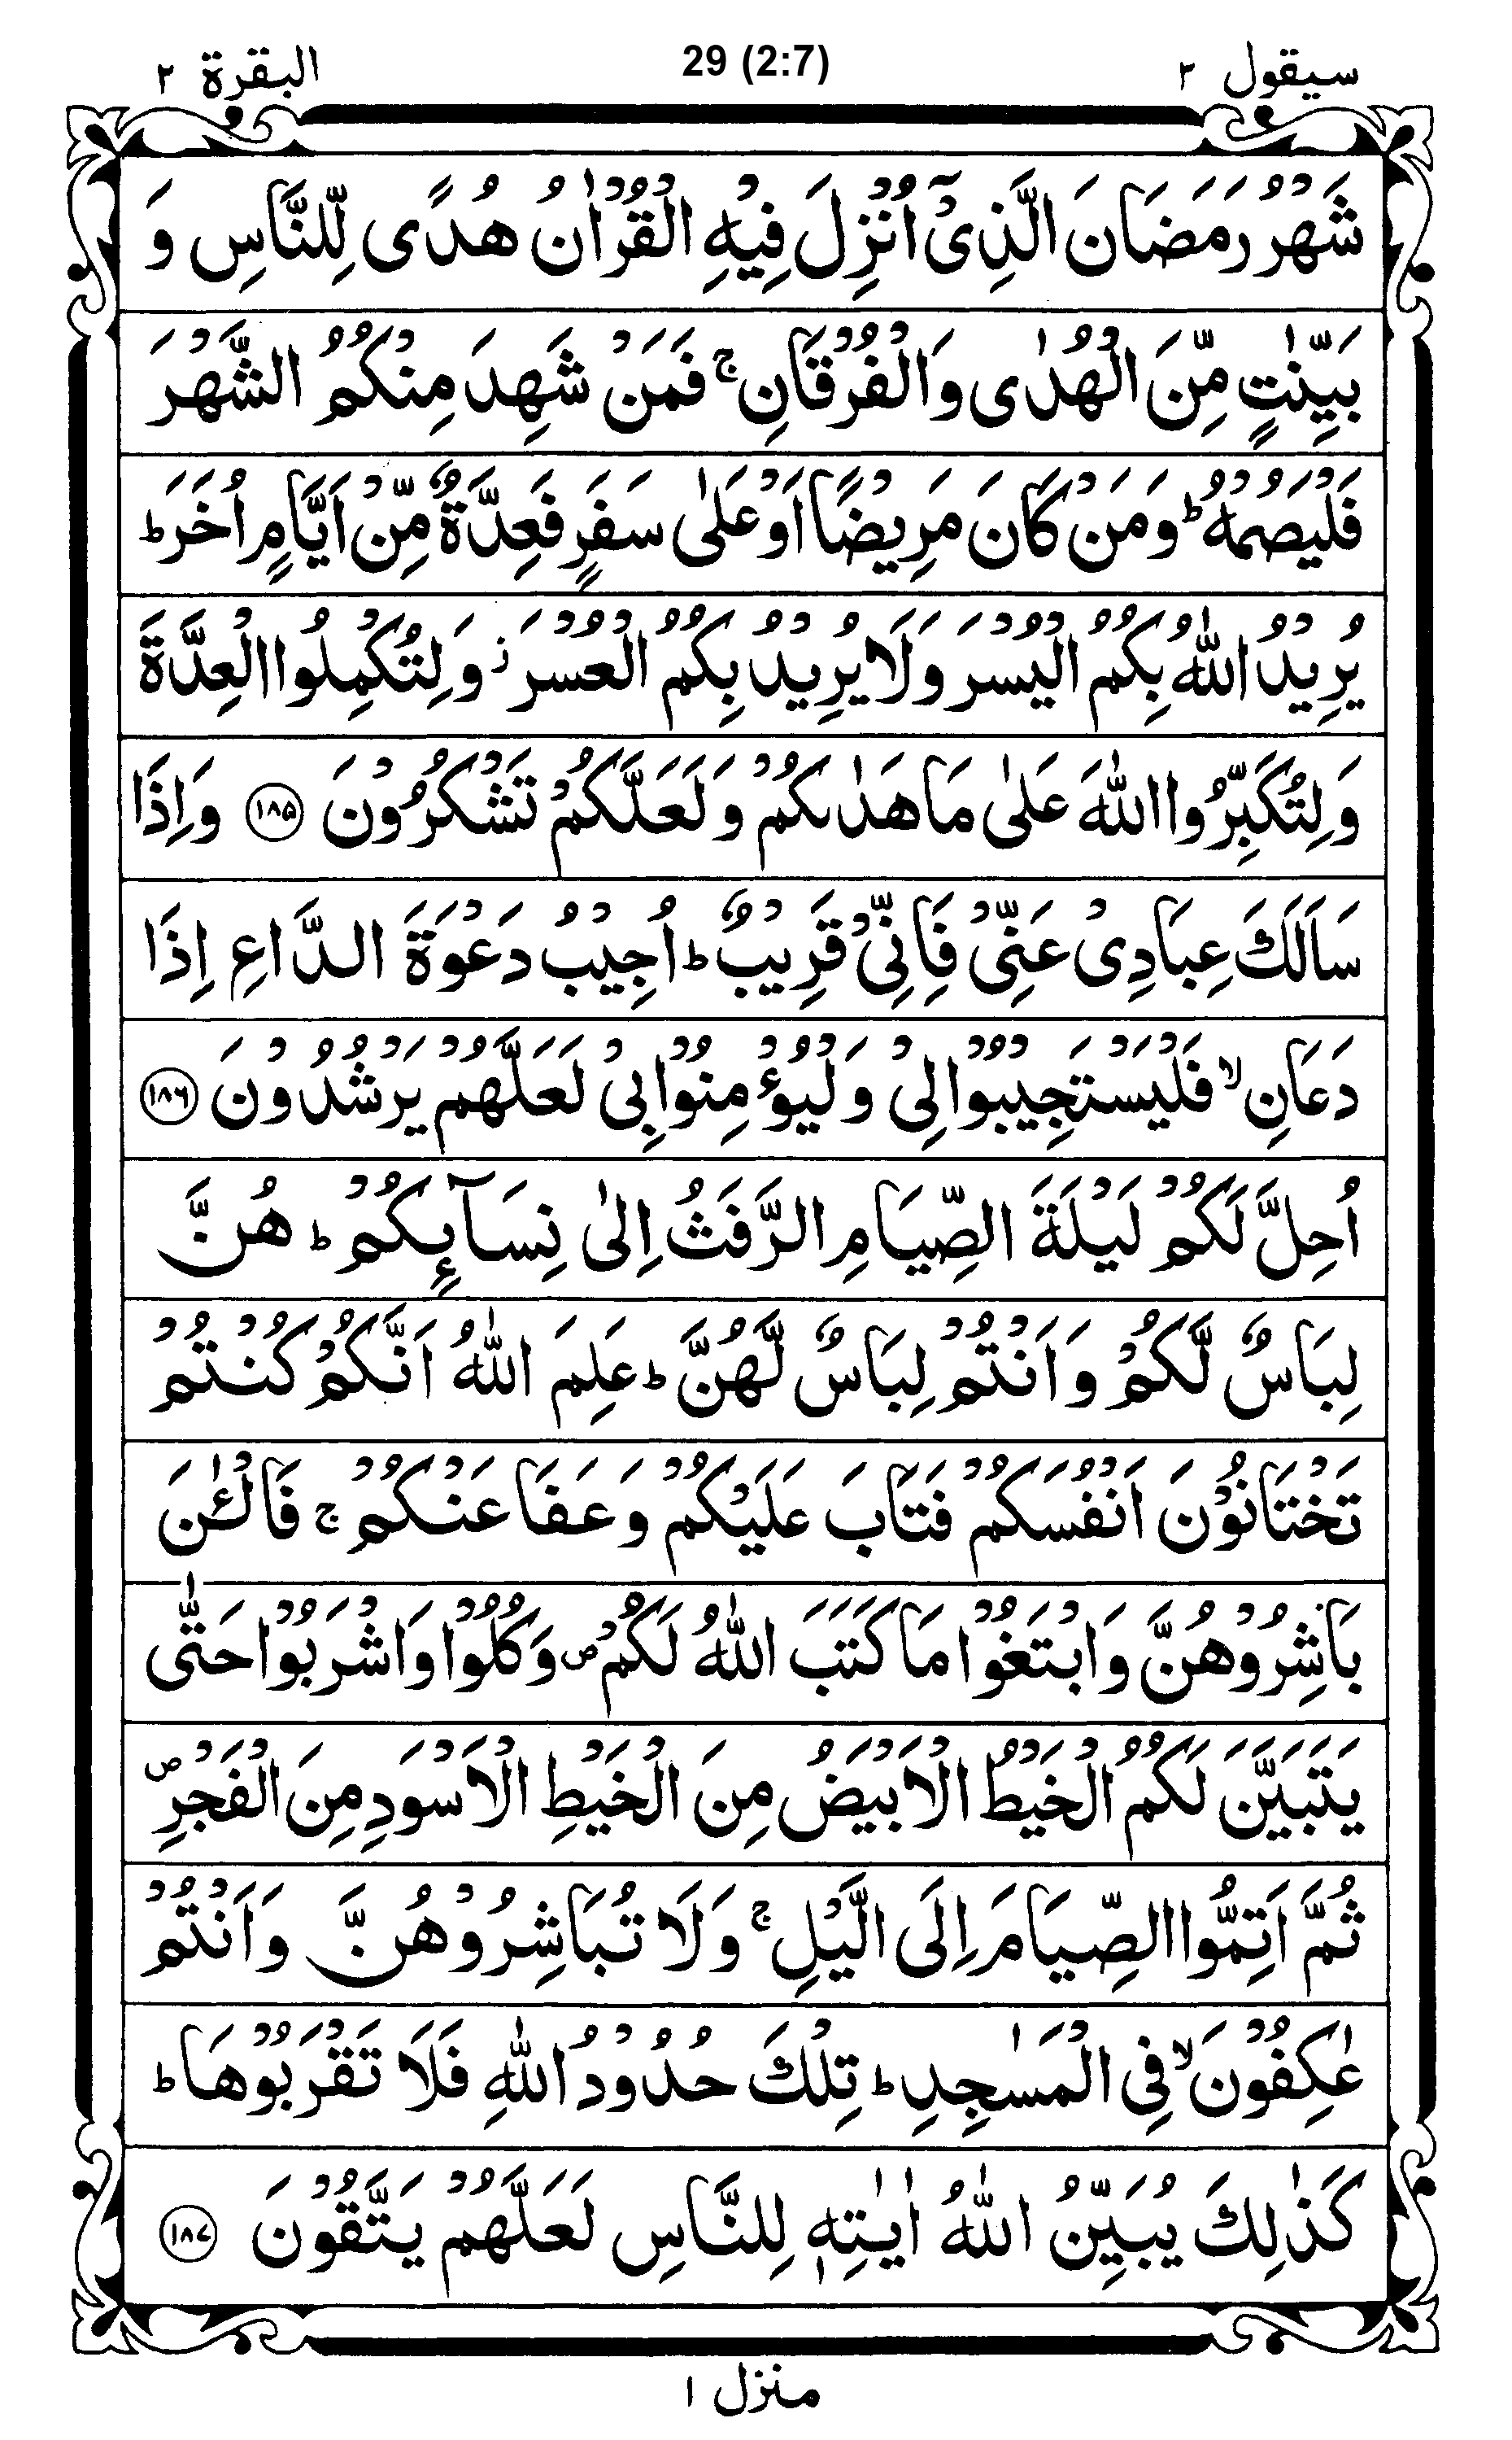 سيقول ٢
29 (2:7)
البقرة ٢
شَهْرُ رَمَضَانَ الَّذِیْۤ اُنْزِلَ فِیْهِ الْقُرْاٰنُ هُدًی لِّلنَّاسِ وَ
بَیِّنٰتٍ مِّنَ الْهُدٰی وَالْفُرْقَانِ ۚ فَمَنْ شَهِدَ مِنْكُمُ الشَّهْرَ
فَلْیَصُمْهُ ؕ وَمَنْ كَانَ مَرِیْضًا اَوْ عَلٰی سَفَرٍ فَعِدَّةٌ مِّنْ اَیَّامٍ اُخَرَ ؕ
یُرِیْدُ اللّٰهُ بِكُمُ الْیُسْرَ وَلَا یُرِیْدُ بِكُمُ الْعُسْرَ ز وَلِتُكْمِلُوا الْعِدَّةَ
وَلِتُكَبِّرُوا اللّٰهَ عَلٰی مَا هَدٰىكُمْ وَلَعَلَّكُمْ تَشْكُرُوْنَ ۝۱۸۵ وَاِذَا
سَاَلَكَ عِبَادِیْ عَنِّیْ فَاِنِّیْ قَرِیْبٌ ؕ اُجِیْبُ دَعْوَةَ الدَّاعِ اِذَا
دَعَانِ ۙ فَلْیَسْتَجِیْبُوْا لِیْ وَلْیُؤْمِنُوْا بِیْ لَعَلَّهُمْ یَرْشُدُوْنَ ۝۱۸۶
اُحِلَّ لَكُمْ لَیْلَةَ الصِّیَامِ الرَّفَثُ اِلٰی نِسَآىِٕكُمْ ؕ هُنَّ
لِبَاسٌ لَّكُمْ وَاَنْتُمْ لِبَاسٌ لَّهُنَّ ؕ عَلِمَ اللّٰهُ اَنَّكُمْ كُنْتُمْ
تَخْتَانُوْنَ اَنْفُسَكُمْ فَتَابَ عَلَیْكُمْ وَعَفَا عَنْكُمْ ۚ فَالْـٰٔنَ
بَاشِرُوْهُنَّ وَابْتَغُوْا مَا كَتَبَ اللّٰهُ لَكُمْ ص وَكُلُوْا وَاشْرَبُوْا حَتّٰی
یَتَبَیَّنَ لَكُمُ الْخَیْطُ الْاَبْیَضُ مِنَ الْخَیْطِ الْاَسْوَدِ مِنَ الْفَجْرِ ص
ثُمَّ اَتِمُّوا الصِّیَامَ اِلَی الَّیْلِ ۚ وَلَا تُبَاشِرُوْهُنَّ وَاَنْتُمْ
عٰكِفُوْنَ ۙ فِی الْمَسٰجِدِ ؕ تِلْكَ حُدُوْدُ اللّٰهِ فَلَا تَقْرَبُوْهَا ؕ
كَذٰلِكَ یُبَیِّنُ اللّٰهُ اٰیٰتِهٖ لِلنَّاسِ لَعَلَّهُمْ یَتَّقُوْنَ ۝۱۸۷
منزل ١